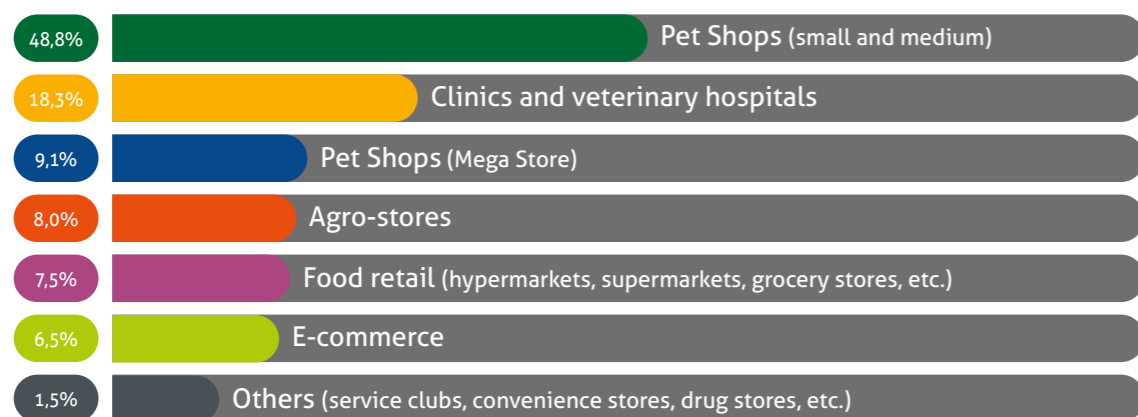 48,8% Pet Shops (small and medium)
18,3% Clinics and veterinary hospitals
9,1% Pet Shops (Mega Store)
8,0% Agro-stores
7,5% Food retail (hypermarkets, supermarkets, grocery stores, etc.)
6,5% E-commerce
1,5% Others (service clubs, convenience stores, drug stores, etc.)